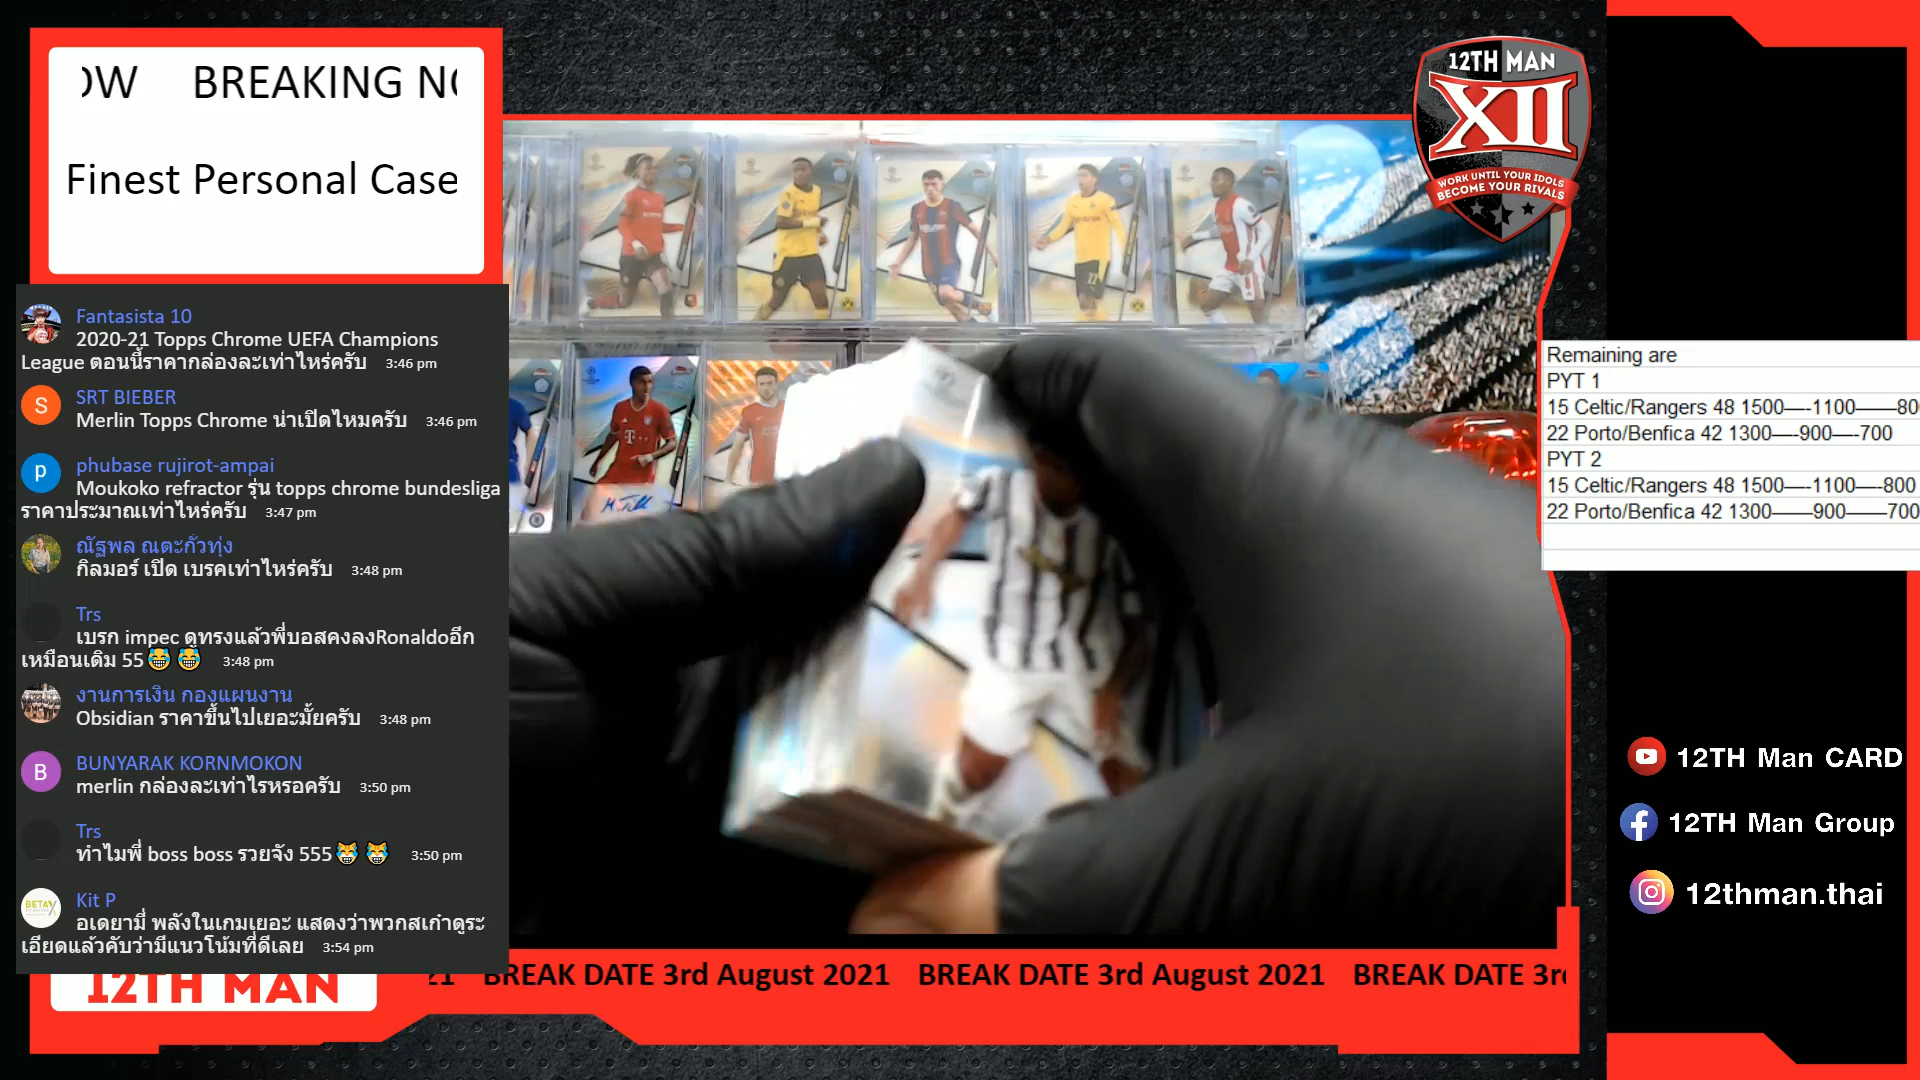 OW BREAKING NO
Finest Personal Case
12TH MAN
XII
WORK UNTIL YOUR IDOLS
BECOME YOUR RIVALS
Fantasista 10
2020-21 Topps Chrome UEFA Champions
League ตอนนี้ราคากล่องละเท่าไหร่ครับ 3:46 pm
S
SRT BIEBER
Merlin Topps Chrome น่าเปิดไหมครับ 3:46 pm
p
phubase rujirot-ampai
Moukoko refractor รุ่น topps chrome bundesliga
ราคาประมาณเท่าไหร่ครับ 3:47 pm
ณัฐพล ณตะกั่วทุ่ง
กิลมอร์ เปิด เบรคเท่าไหร่ครับ 3:48 pm
Trs
เบรก impec ดูทรงแล้วพี่บอสคงลงRonaldoอีก
เหมือนเดิม 55😹 😹 3:48 pm
งานการเงิน กองแผนงาน
Obsidian ราคาขึ้นไปเยอะมั้ยครับ 3:48 pm
B
BUNYARAK KORNMOKON
merlin กล่องละเท่าไรหรอครับ 3:50 pm
Trs
ทำไมพี่ boss boss รวยจัง 555😹 😹 3:50 pm
Kit P
อเดยามี่ พลังในเกมเยอะ แสดงว่าพวกสเก๋าดูระ
เอียดแล้วคับว่ามีแนวโน้มที่ดีเลย 3:54 pm
Remaining are
PYT 1
15 Celtic/Rangers 48 1500—-1100——80
22 Porto/Benfica 42 1300—-900—-700
PYT 2
15 Celtic/Rangers 48 1500—-1100—-800
22 Porto/Benfica 42 1300——900——700
12TH Man CARD
12TH Man Group
12thman.thai
12TH MAN
21 BREAK DATE 3rd August 2021 BREAK DATE 3rd August 2021 BREAK DATE 3rd